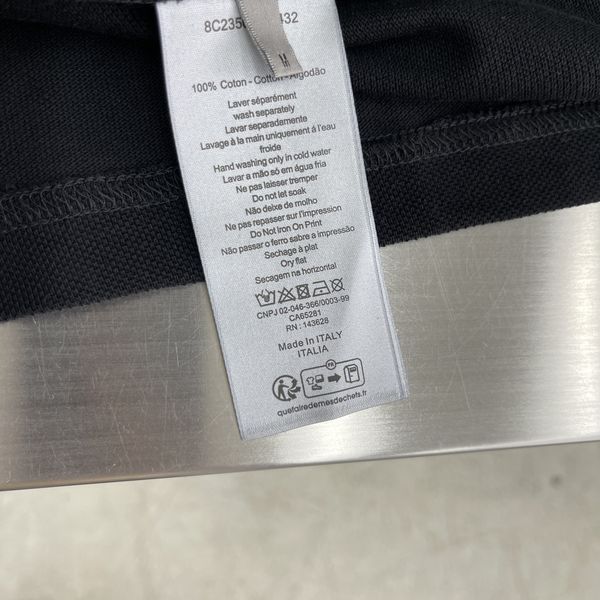 432
M
100% Coton - Cotton - Algodão
Laver séparément
wash separately
Lavar separadamente
Lavage à la main uniquement á l'eau
froide
Hand washing only in cold water
Lavar a mão só em água fria
Ne pas laisser tremper
Do not let soak
Não deixe de molho
Ne pas repasser sur l'impression
Do Not Iron On Print
Não passar o ferro sabre a impressão
Sechage à plat
Ory flat
Secagem na horizontal
CNPJ 02-046-366/0003-99
CA65281
RN : 143628
Made In ITALY
ITALIA
FR
quefairedemesdechets.fr